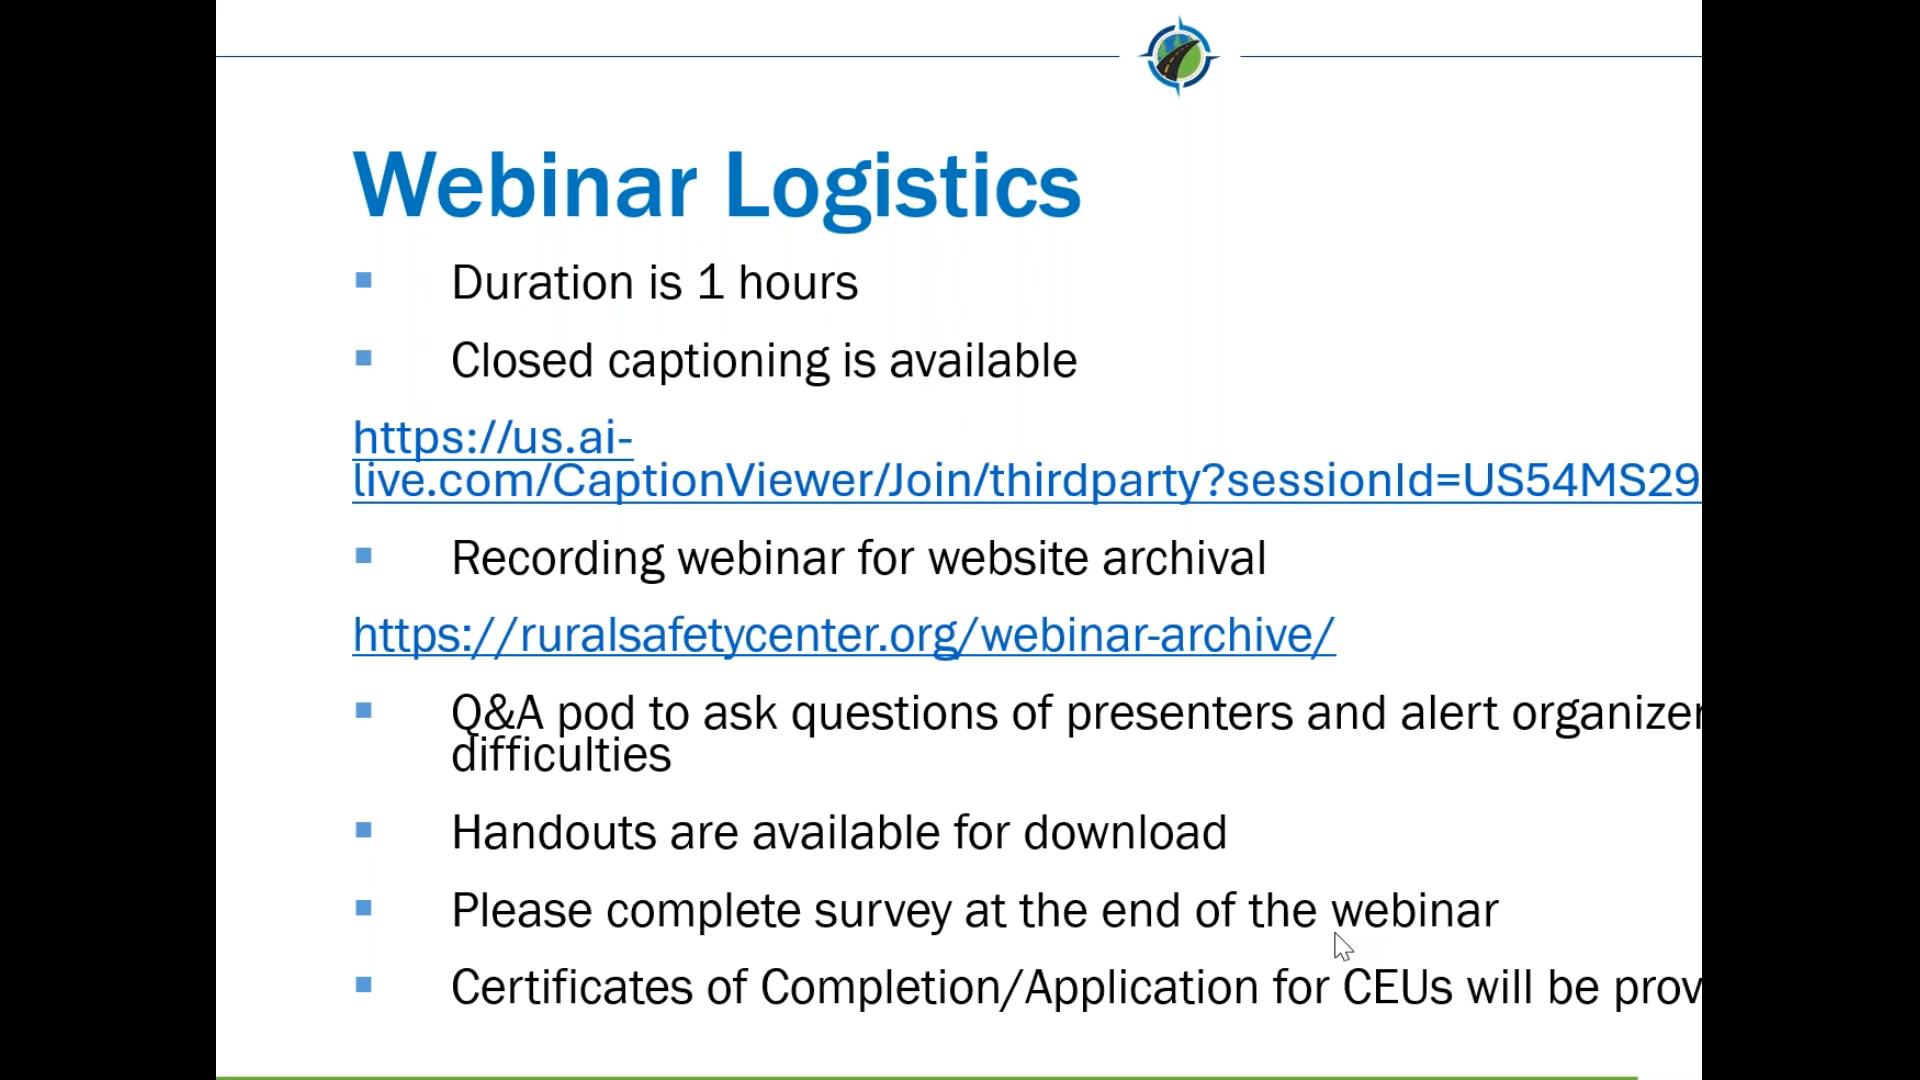 Webinar Logistics
Duration is 1 hours
Closed captioning is available
https://us.ai-
live.com/CaptionViewer/Join/thirdparty?sessionId=US54MS29
Recording webinar for website archival
https://ruralsafetycenter.org/webinar-archive/
Q&A pod to ask questions of presenters and alert organizer
difficulties
Handouts are available for download
Please complete survey at the end of the webinar
Certificates of Completion/Application for CEUs will be prov